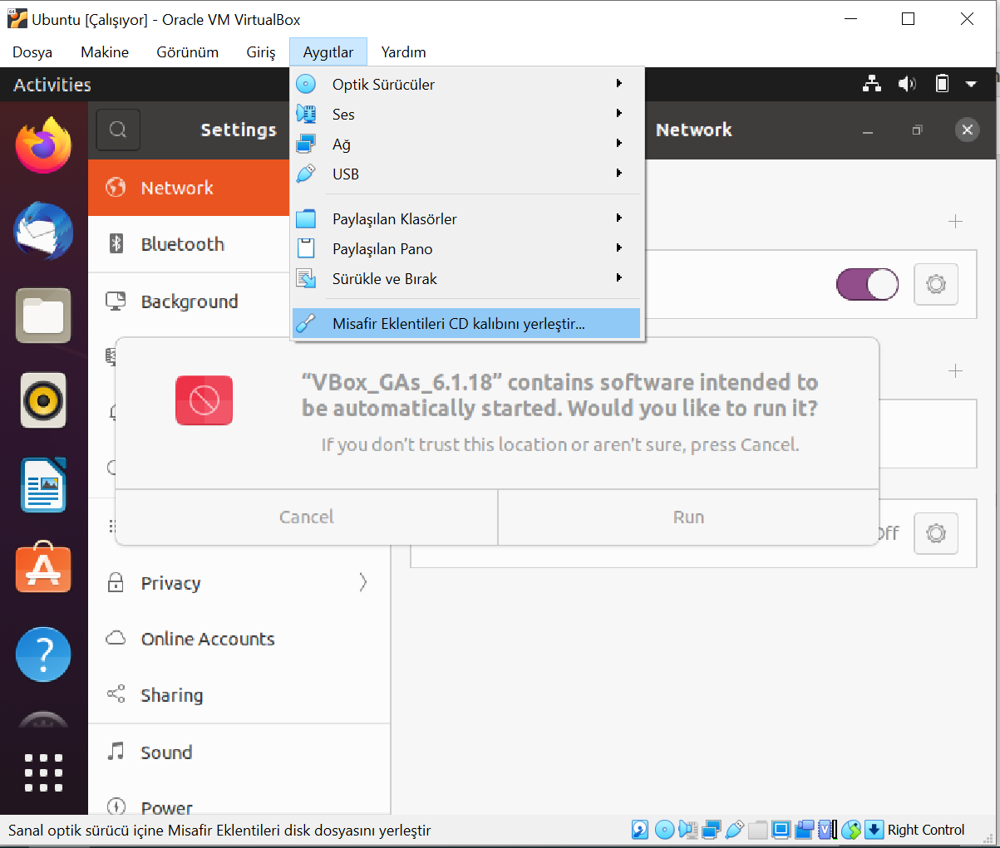 Ubuntu [Çalışıyor] - Oracle VM VirtualBox
Dosya Makine Görünüm Giriş Aygıtlar Yardım
Activities
Optik Sürücüler
Ses
Ağ
USB
Paylaşılan Klasörler
Paylaşılan Pano
Sürükle ve Bırak
Misafir Eklentileri CD kalıbını yerleştir...
Settings
Network
Network
Bluetooth
Background
“VBox_GAs_6.1.18” contains software intended to
be automatically started. Would you like to run it?
If you don’t trust this location or aren’t sure, press Cancel.
Cancel
Run
Off
Privacy
Online Accounts
Sharing
Sound
Power
Sanal optik sürücü içine Misafir Eklentileri disk dosyasını yerleştir
Right Control